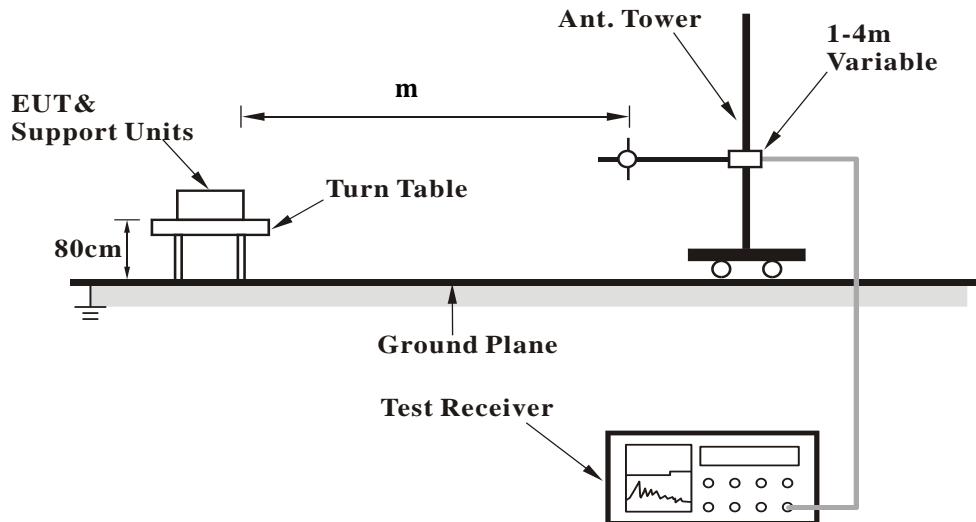 Ant. Tower
1-4m
Variable
m
EUT&
Support Units
Turn Table
80cm
Ground Plane
Test Receiver